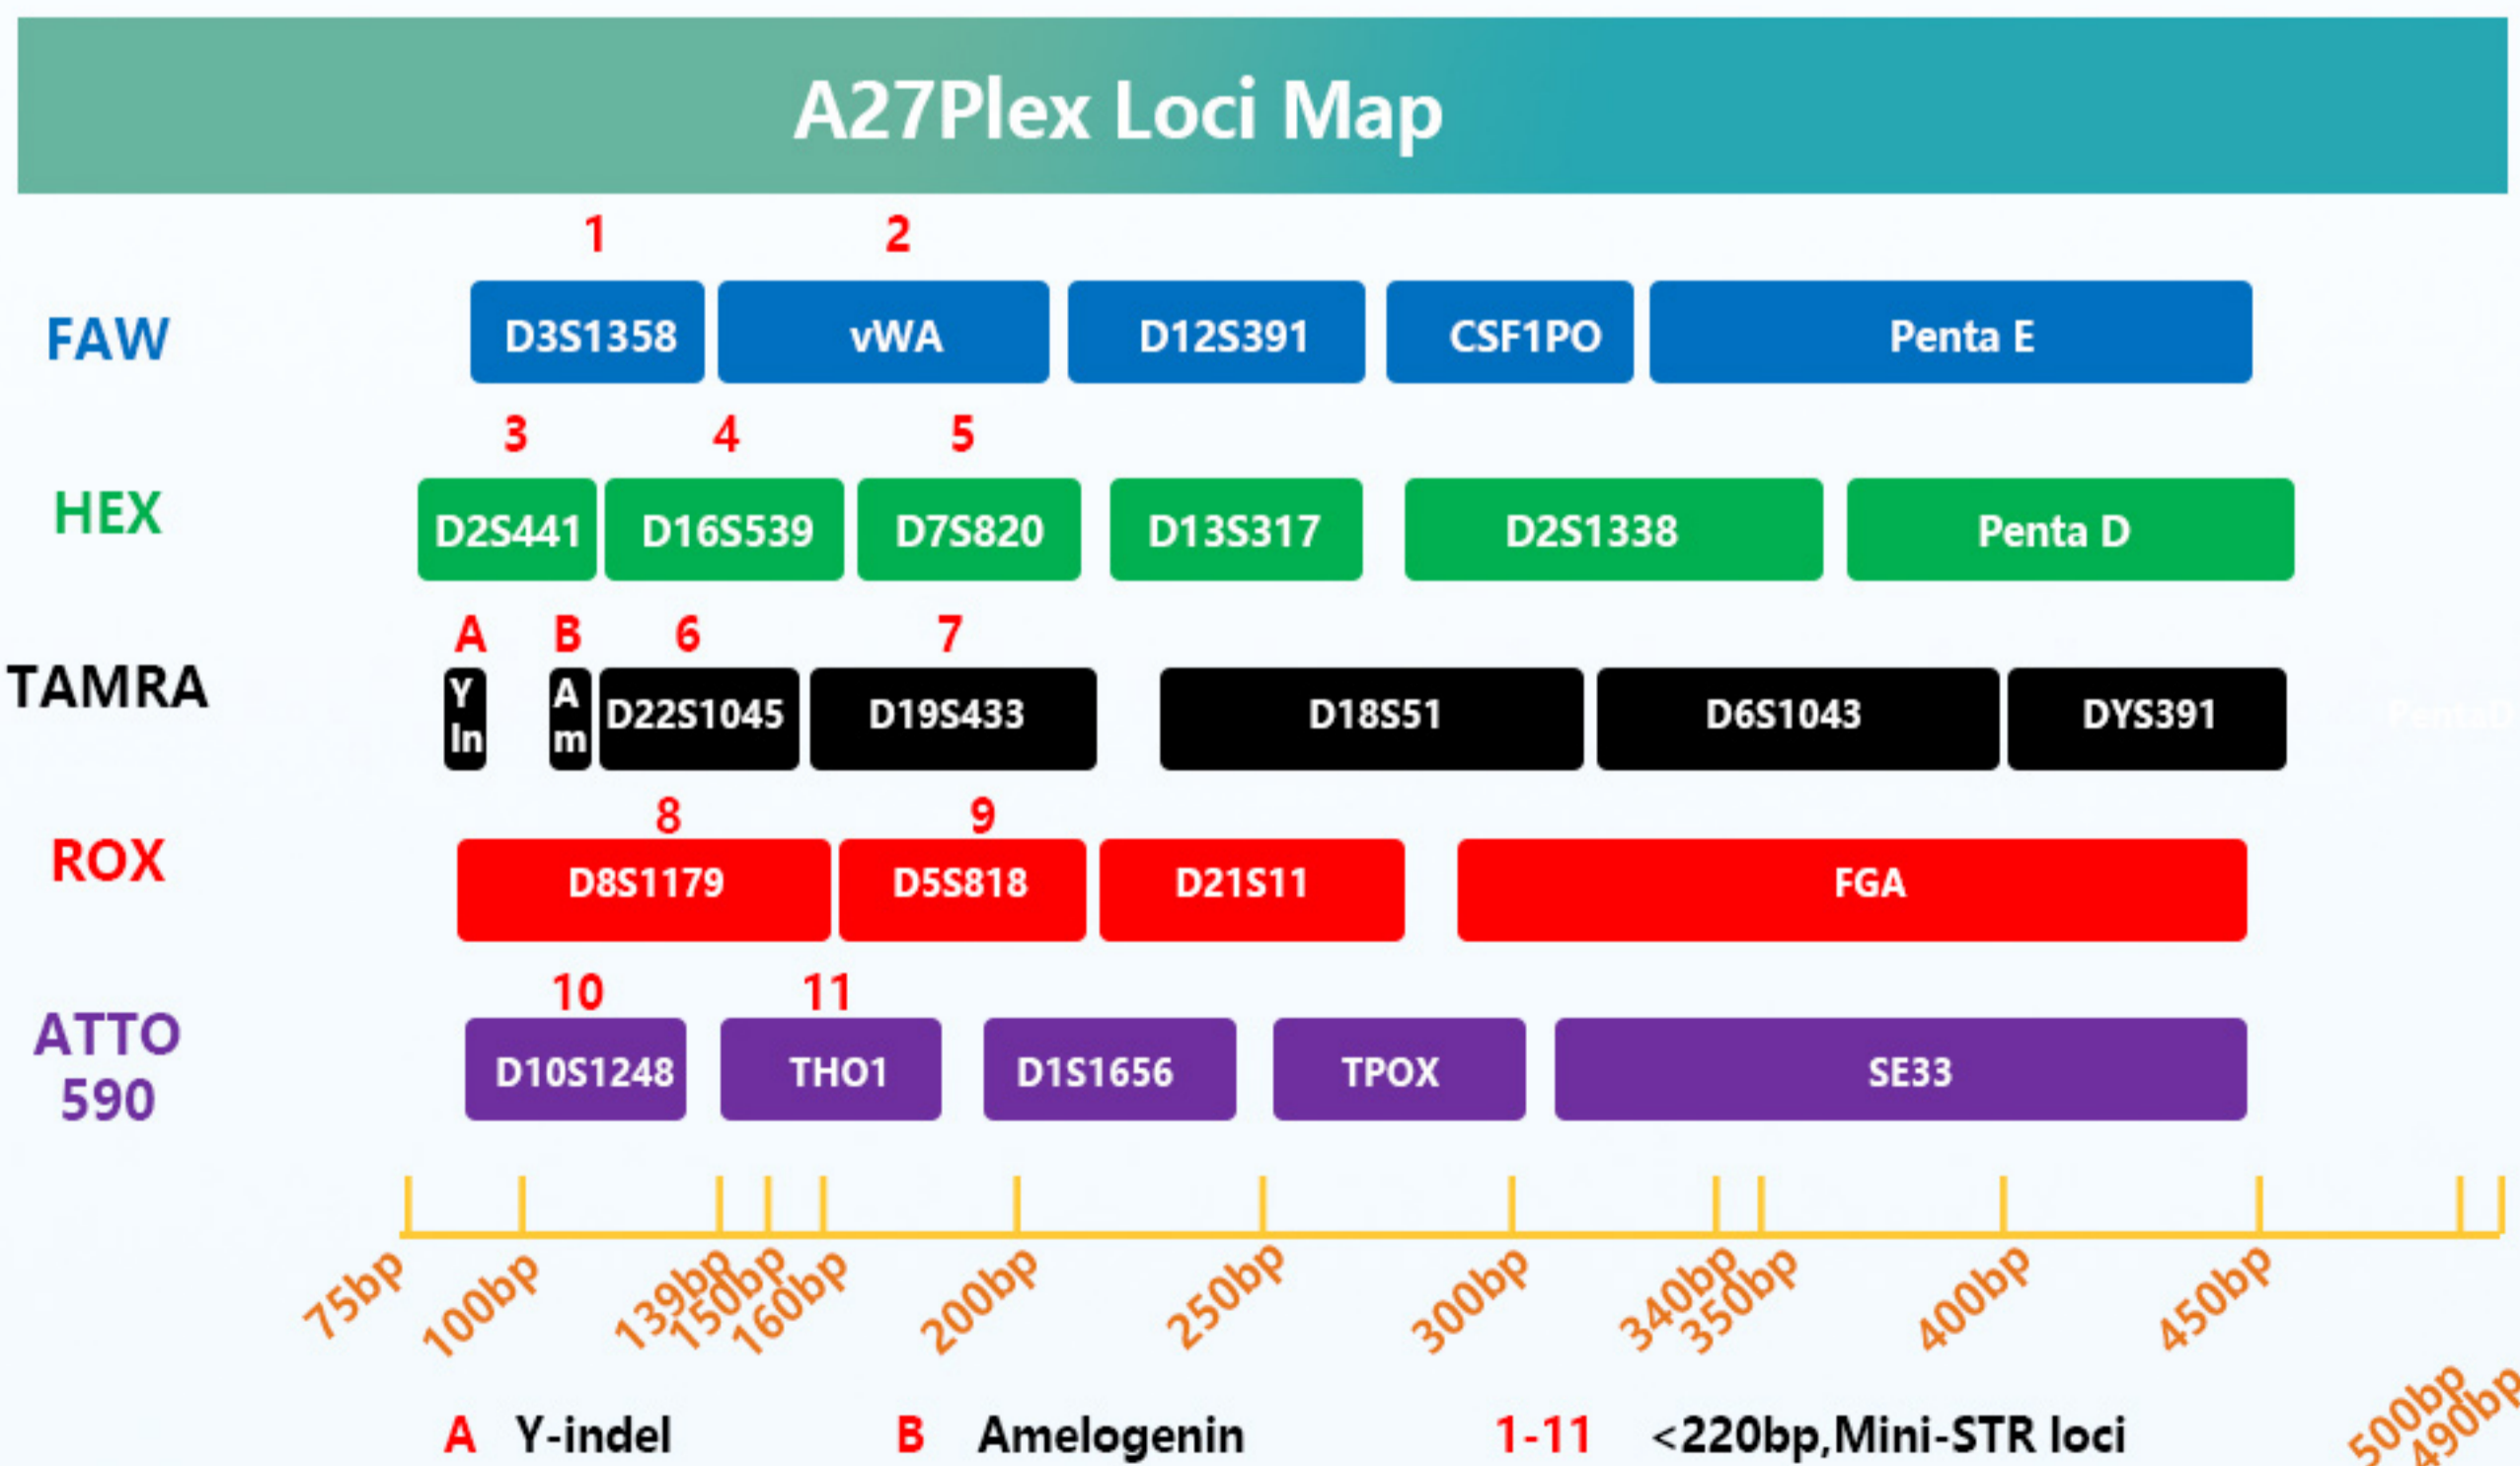 A27Plex Loci Map
1 2
FAW D3S1358 vWA D12S391 CSF1PO Penta E
3 4 5
HEX D2S441 D16S539 D7S820 D13S317 D2S1338 Penta D
A B 6 7
TAMRA Y In A m D22S1045 D19S433 D18S51 D6S1043 DYS391 PentaD
8 9
ROX D8S1179 D5S818 D21S11 FGA
10 11
ATTO 590 D10S1248 THO1 D1S1656 TPOX SE33
75bp 100bp 139bp 150bp 160bp 200bp 250bp 300bp 340bp 350bp 400bp 450bp 500bp 490bp
A Y-indel B Amelogenin 1-11 <220bp,Mini-STR loci